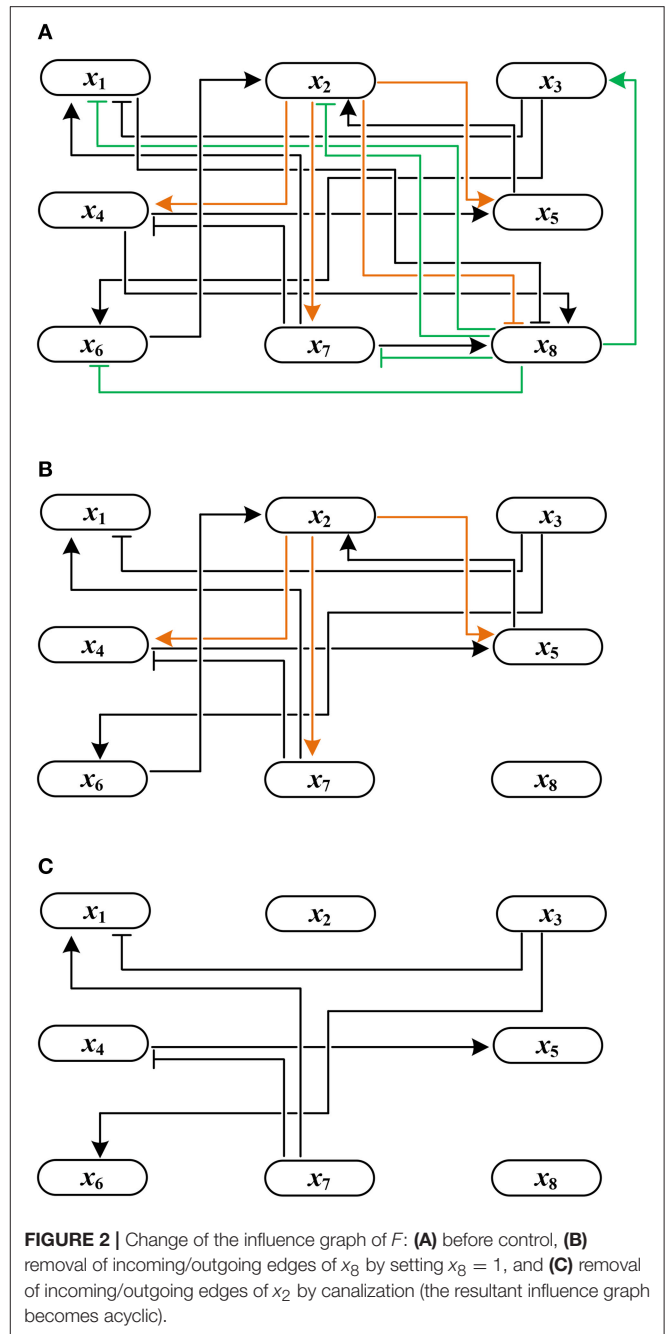 A
x₁ x₂ x₃
x₄ x₅
x₆ x₇ x₈
B
x₁ x₂ x₃
x₄ x₅
x₆ x₇ x₈
C
x₁ x₂ x₃
x₄ x₅
x₆ x₇ x₈
FIGURE 2 | Change of the influence graph of F: (A) before control, (B)
removal of incoming/outgoing edges of x₈ by setting x₈ = 1, and (C) removal
of incoming/outgoing edges of x₂ by canalization (the resultant influence graph
becomes acyclic).